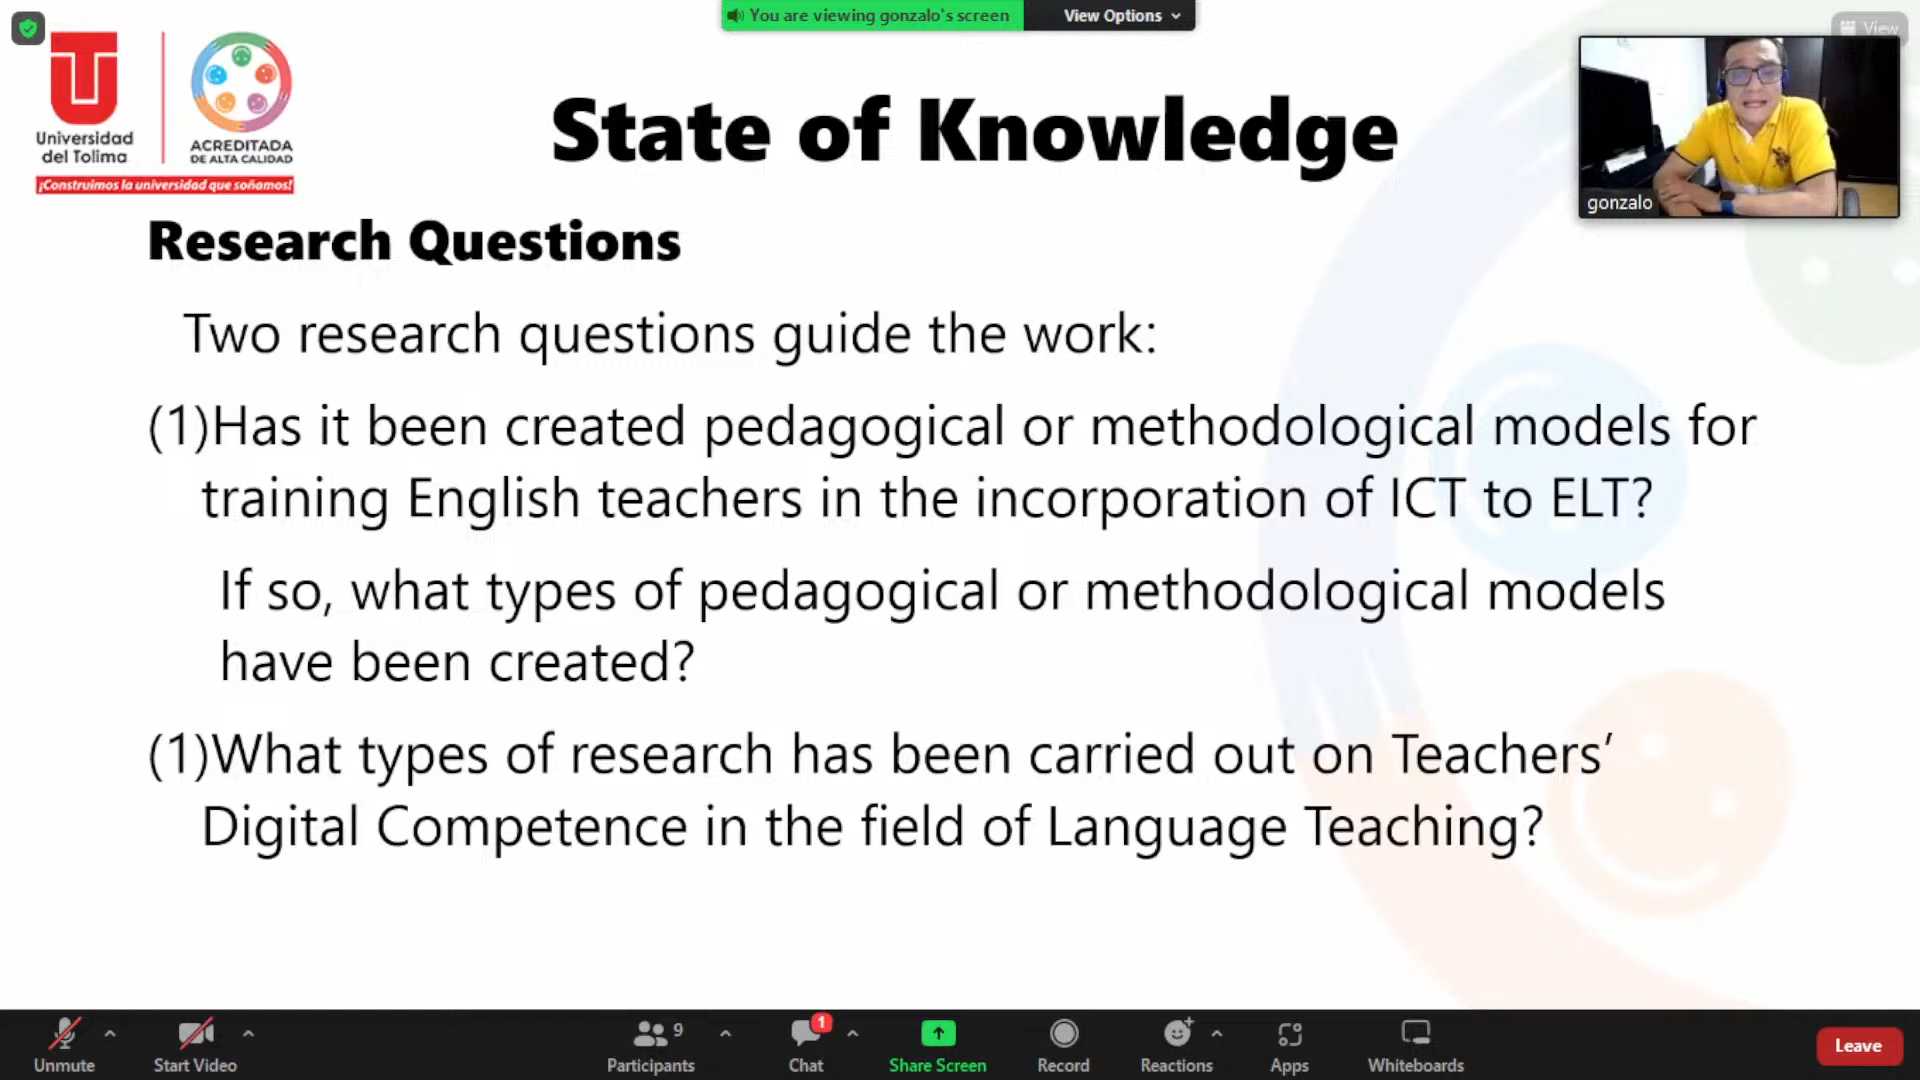 You are viewing gonzalo's screen
View Options
View
Universidad
del Tolima
ACREDITADA
DE ALTA CALIDAD
¡Construimos la universidad que soñamos!
State of Knowledge
gonzalo
Research Questions
Two research questions guide the work:
(1)Has it been created pedagogical or methodological models for
training English teachers in the incorporation of ICT to ELT?
If so, what types of pedagogical or methodological models
have been created?
(1)What types of research has been carried out on Teachers’
Digital Competence in the field of Language Teaching?
Unmute
Start Video
9
Participants
1
Chat
Share Screen
Record
Reactions
Apps
Whiteboards
Leave